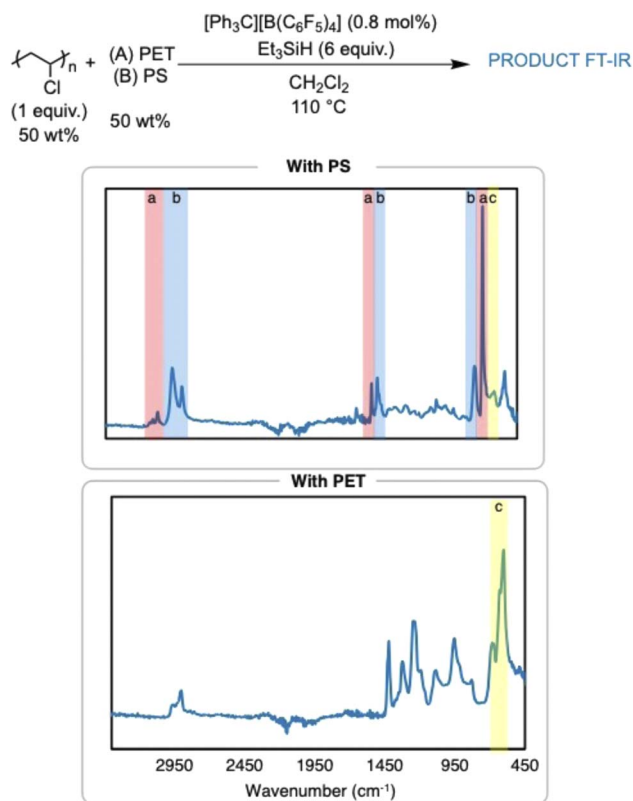 [Ph₃C][B(C₆F₅)₄] (0.8 mol%)
Et₃SiH (6 equiv.)
n + (A) PET
(B) PS
PRODUCT FT-IR
Cl
CH₂Cl₂
110 °C
(1 equiv.)
50 wt%
50 wt%
With PS
a b a b b a c
With PET
c
2950 2450 1950 1450 950 450
Wavenumber (cm⁻¹)